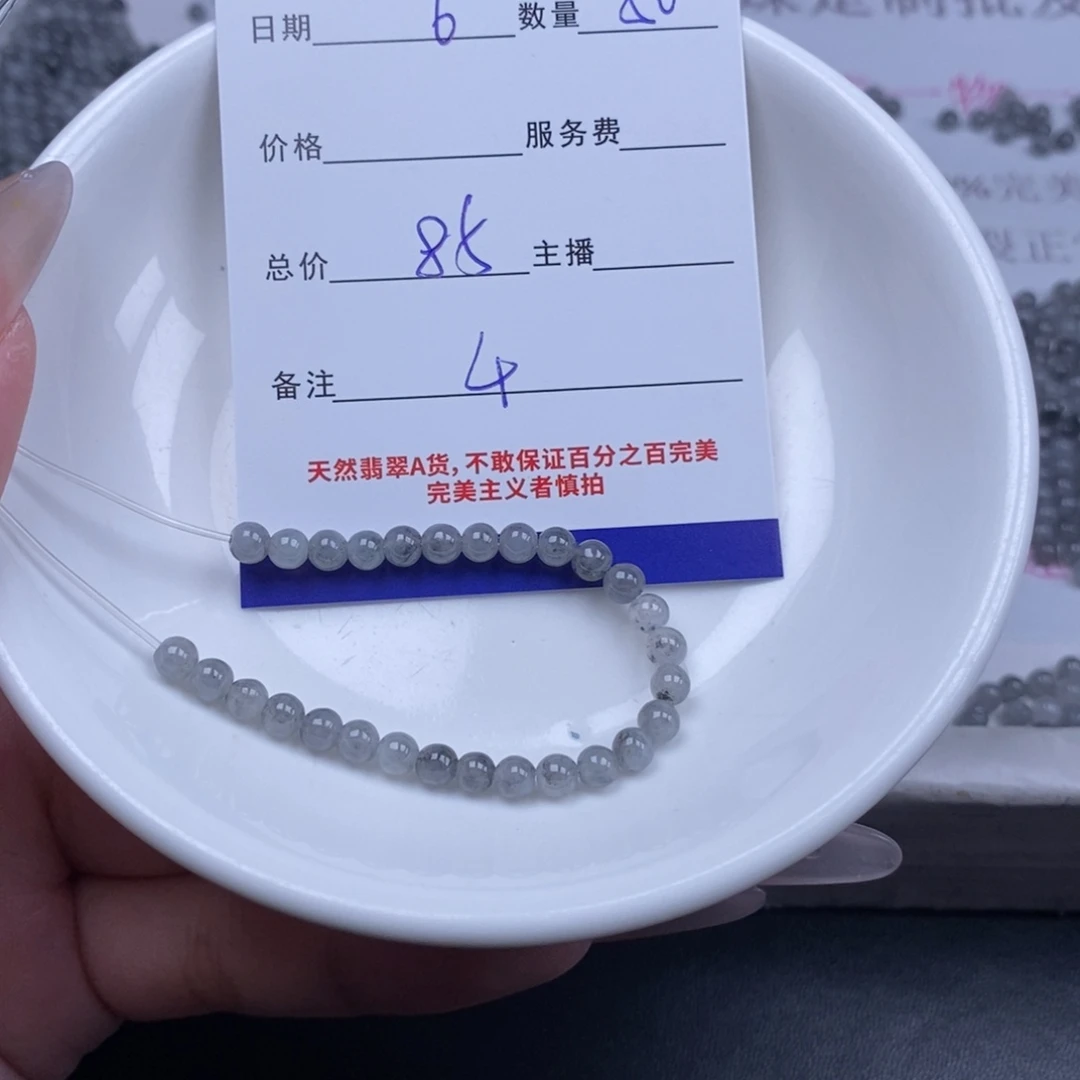 日期 6 数量
价格 服务费
总价 85 主播
备注 4
天然翡翠A货,不敢保证百分之百完美
完美主义者慎拍
%完美